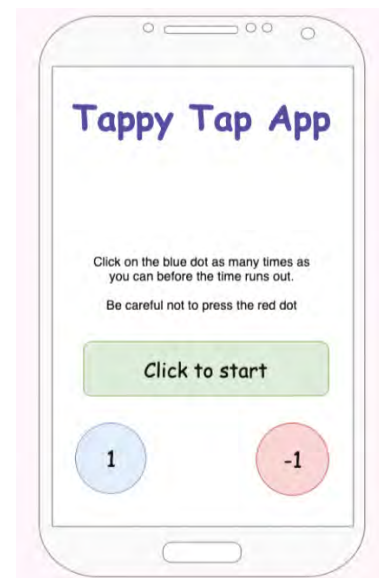 Tappy Tap App
Click on the blue dot as many times as
you can before the time runs out.
Be careful not to press the red dot
Click to start
1
-1